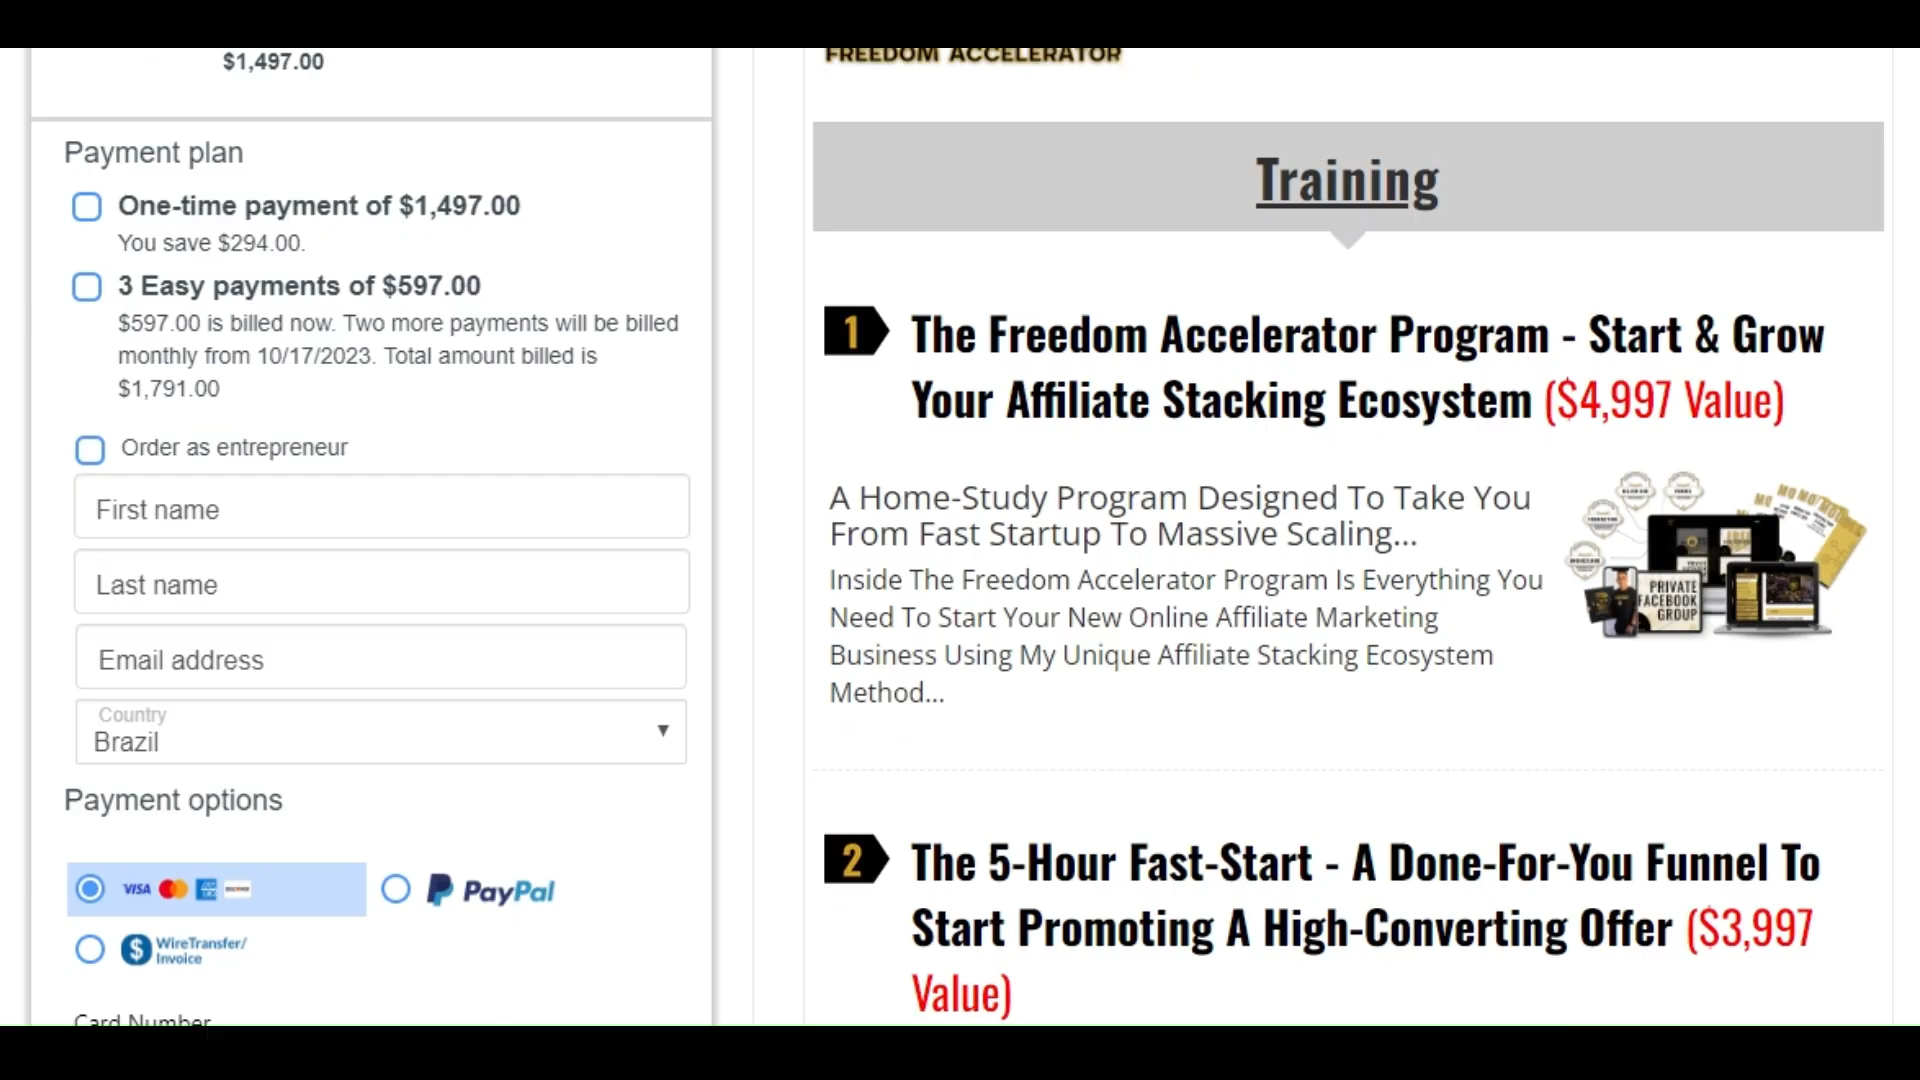 $1,497.00
Payment plan
One-time payment of $1,497.00
You save $294.00.
3 Easy payments of $597.00
$597.00 is billed now. Two more payments will be billed
monthly from 10/17/2023. Total amount billed is
$1,791.00
Order as entrepreneur
First name
Last name
Email address
Country
Brazil
Payment options
VISA
PayPal
WireTransfer/
Invoice
Card Number
FREEDOM ACCELERATOR
Training
1
The Freedom Accelerator Program - Start & Grow
Your Affiliate Stacking Ecosystem ($4,997 Value)
A Home-Study Program Designed To Take You
From Fast Startup To Massive Scaling...
Inside The Freedom Accelerator Program Is Everything You
Need To Start Your New Online Affiliate Marketing
Business Using My Unique Affiliate Stacking Ecosystem
Method...
PRIVATE
FACEBOOK
GROUP
2
The 5-Hour Fast-Start - A Done-For-You Funnel To
Start Promoting A High-Converting Offer ($3,997
Value)